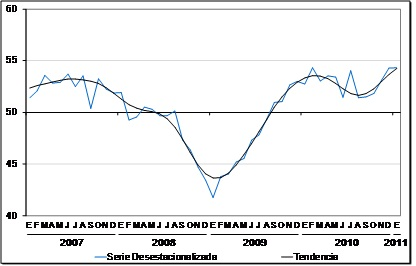 60
55
50
45
40
E F M A M J J A S O N D E F M A M J J A S O N D E F M A M J J A S O N D E F M A M J J A S O N D E
2007 2008 2009 2010 2011
Serie Desestacionalizada Tendencia